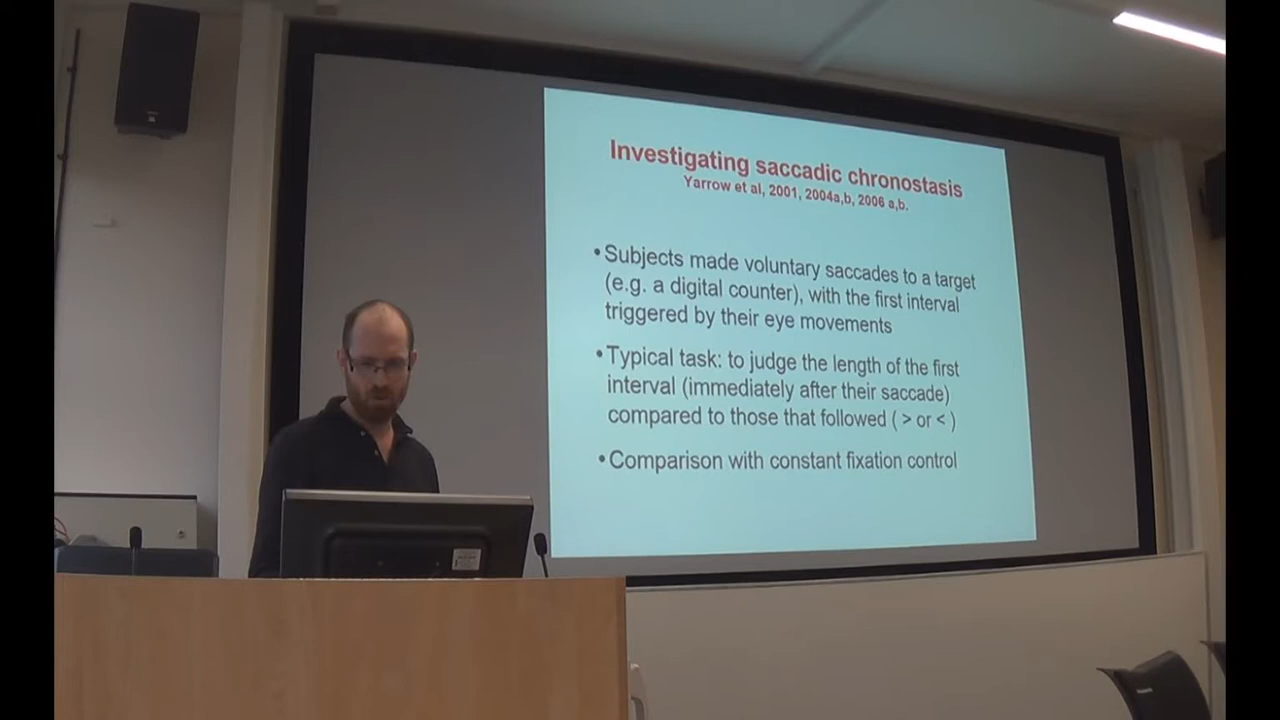 Investigating saccadic chronostasis
Yarrow et al, 2001, 2004a,b, 2006 a,b.
•Subjects made voluntary saccades to a target
(e.g. a digital counter), with the first interval
triggered by their eye movements
•Typical task: to judge the length of the first
interval (immediately after their saccade)
compared to those that followed ( > or < )
•Comparison with constant fixation control